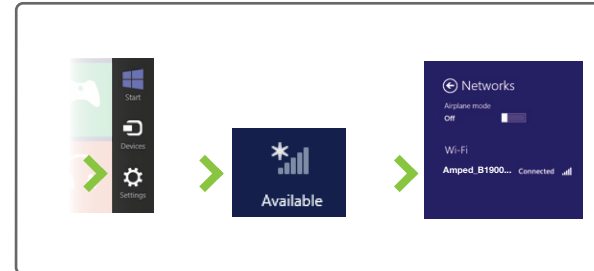 Start
Devices
Settings
Available
Networks
Airplane mode
Off
Wi-Fi
Amped_B1900... Connected